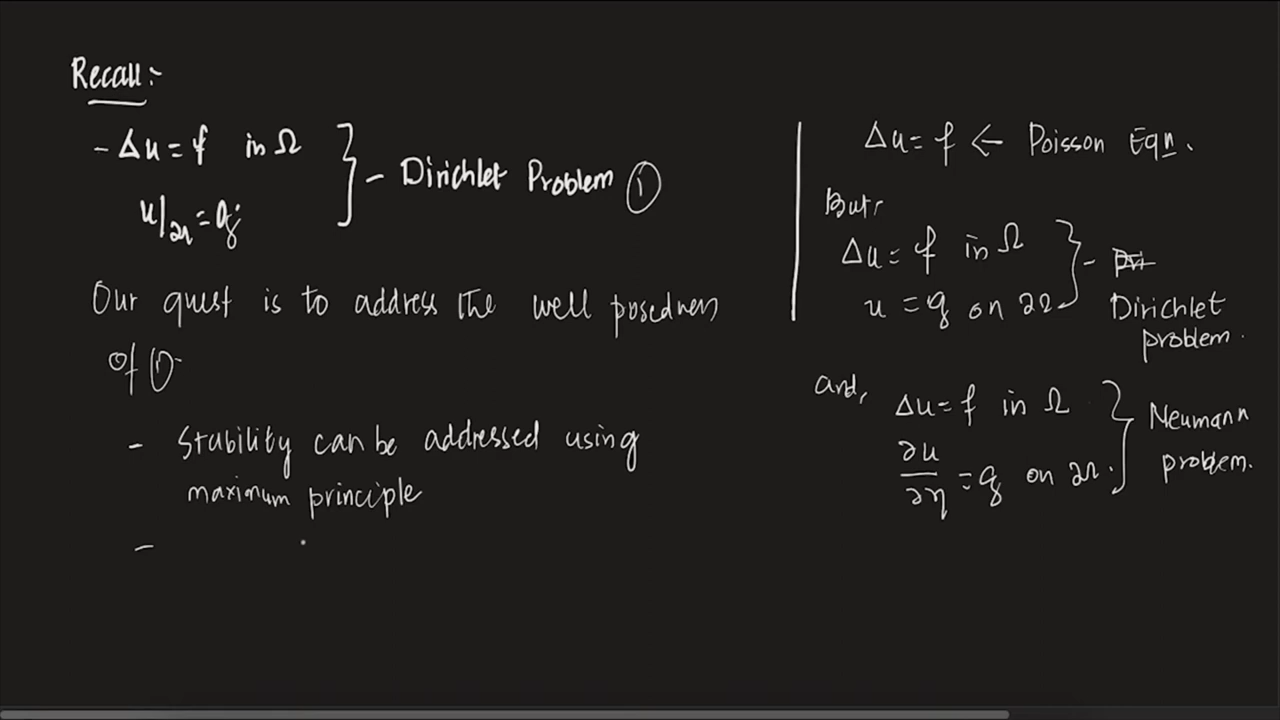 Recall:-
- Δu = f in Ω
u/∂Ω = g
- Dirichlet Problem ①
Our quest is to address the well posedness
of ①
- Stability can be addressed using
maximum principle
-
Δu = f ← Poisson Eqn.
But,
Δu = f in Ω
u = g on ∂Ω
- Dirichlet
problem.
and,
Δu = f in Ω
∂u/∂η = g on ∂Ω.
Neumann
problem.